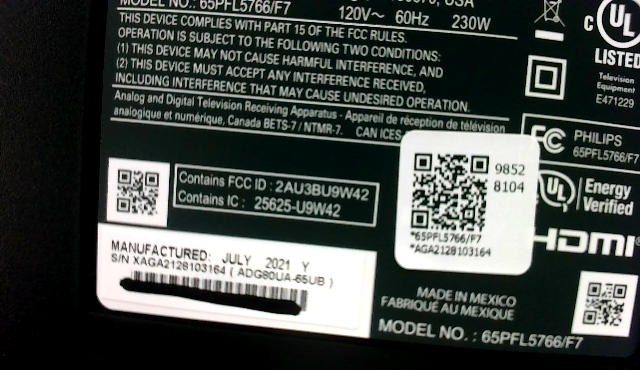 MODEL NO.: 65PFL5766/F7
USA
120V~ 60Hz 230W
THIS DEVICE COMPLIES WITH PART 15 OF THE FCC RULES.
OPERATION IS SUBJECT TO THE FOLLOWING TWO CONDITIONS:
(1) THIS DEVICE MAY NOT CAUSE HARMFUL INTERFERENCE, AND
(2) THIS DEVICE MUST ACCEPT ANY INTERFERENCE RECEIVED,
INCLUDING INTERFERENCE THAT MAY CAUSE UNDESIRED OPERATION.
Analog and Digital Television Receiving Apparatus - Appareil de réception de télévision
analogique et numérique, Canada BETS-7 / NTMR-7. CAN ICES
C UL
LISTED
Television
Equipment
E471229
FC PHILIPS
65PFL5766/F7
UL Energy
Verified
HDMI
Contains FCC ID : 2AU3BU9W42
Contains IC : 25625-U9W42
9852
8104
*65PFL5766/F7
*AGA2128103164
MANUFACTURED: JULY 2021 Y
S/N XAGA2128103164 ( ADG80UA-65UB )
MADE IN MEXICO
FABRIQUÉ AU MEXIQUE
MODEL NO. : 65PFL5766/F7